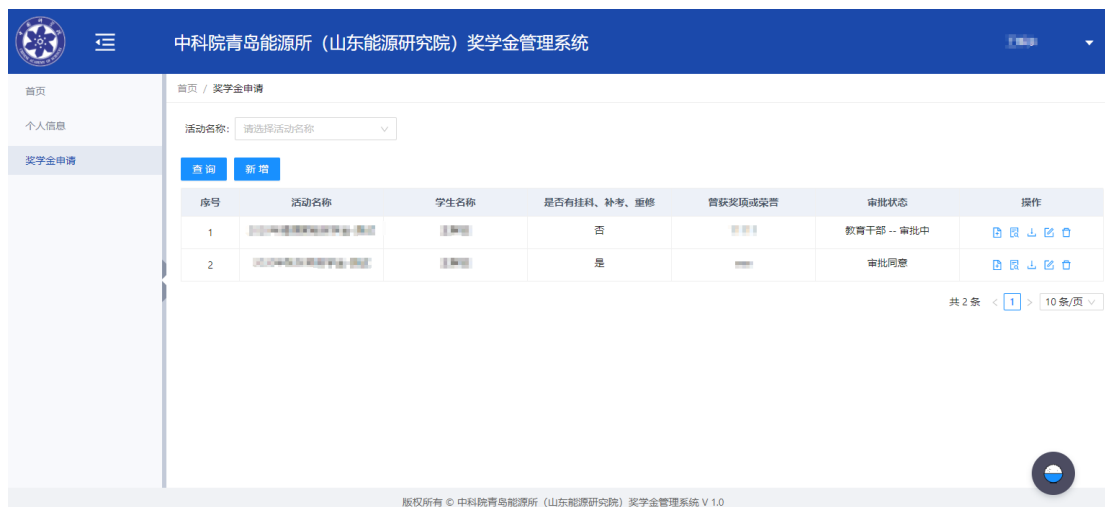 中科院青岛能源所（山东能源研究院）奖学金管理系统
首页
个人信息
奖学金申请
首页 / 奖学金申请
活动名称: 请选择活动名称
查询 新增
序号 活动名称 学生名称 是否有挂科、补考、重修 曾获奖项或荣誉 审批状态 操作
1 否 教育干部 -- 审批中
2 是 审批同意
共 2 条 < 1 > 10 条/页
版权所有 © 中科院青岛能源所（山东能源研究院）奖学金管理系统 V 1.0